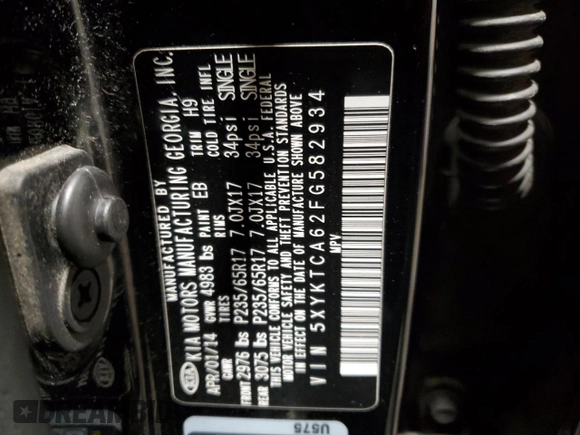 MANUFACTURED BY
KIA MOTORS MANUFACTURING GEORGIA, INC.
APR/01/14 GVWR 4983 lbs PAINT EB TRIM H9
GAWR TIRES RIMS COLD TIRE INFL
FRONT 2976 lbs P235/65R17 7.0JX17 34psi SINGLE
REAR 3075 lbs P235/65R17 7.0JX17 34psi SINGLE
THIS VEHICLE CONFORMS TO ALL APPLICABLE U.S.A. FEDERAL
MOTOR VEHICLE SAFETY AND THEFT PREVENTION STANDARDS
IN EFFECT ON THE DATE OF MANUFACTURE SHOWN ABOVE
VIN 5XYKTCA62FG582934
MPV
KIA
U575
DREAM